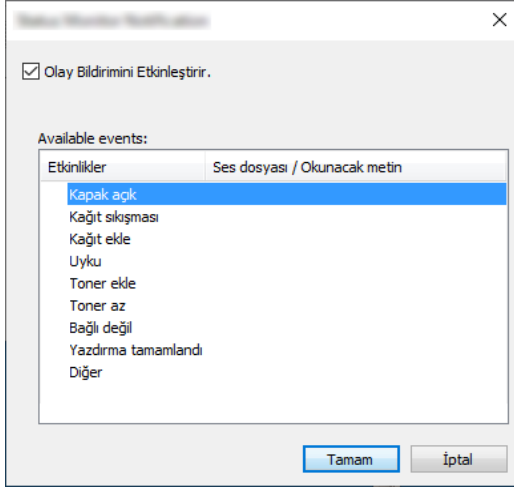 Olay Bildirimini Etkinleştirir.
Available events:
Etkinlikler Ses dosyası / Okunacak metin
Kapak açık
Kağıt sıkışması
Kağıt ekle
Uyku
Toner ekle
Toner az
Bağlı değil
Yazdırma tamamlandı
Diğer
Tamam İptal